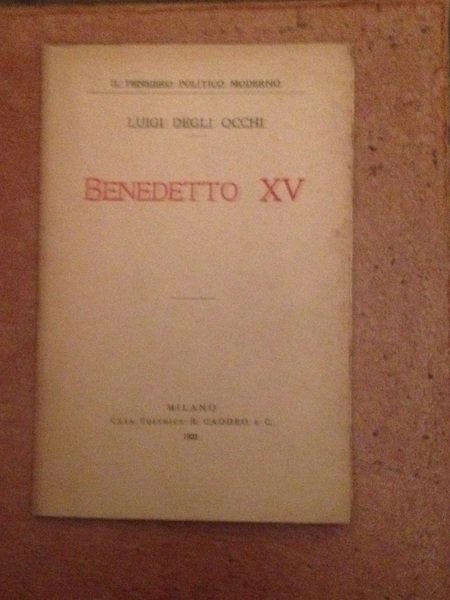 IL PENSIERO POLITICO MODERNO
LUIGI DEGLI OCCHI
BENEDETTO XV
MILANO
CASA EDITRICE R. CADDEO & C.